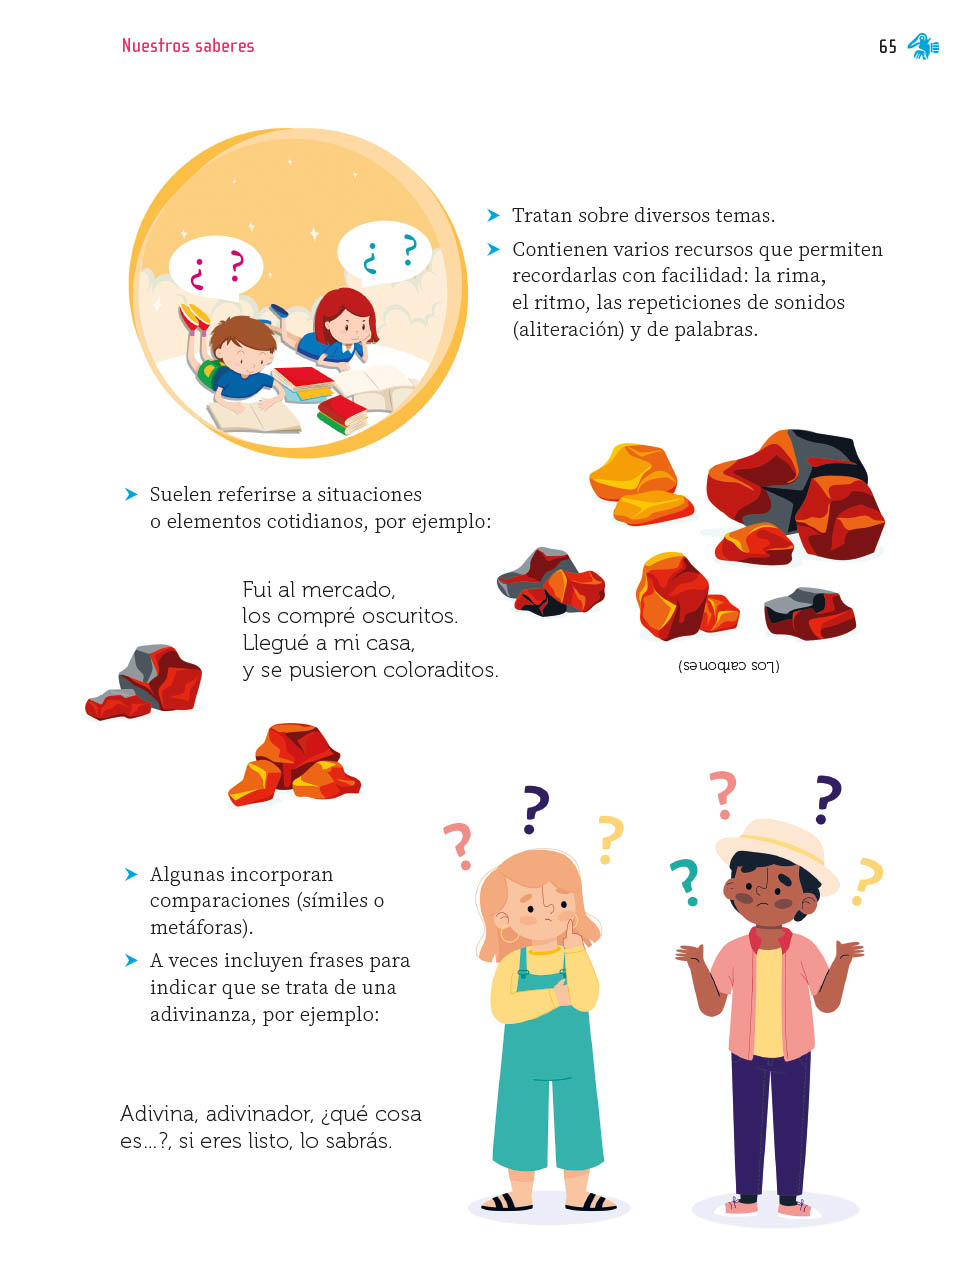 Nuestros saberes
65
¿ ?
¿ ?
Tratan sobre diversos temas.
Contienen varios recursos que permiten
recordarlas con facilidad: la rima,
el ritmo, las repeticiones de sonidos
(aliteración) y de palabras.
Suelen referirse a situaciones
o elementos cotidianos, por ejemplo:
Fui al mercado,
los compré oscuritos.
Llegué a mi casa,
y se pusieron coloraditos.
(Los carbones)
Algunas incorporan
comparaciones (símiles o
metáforas).
A veces incluyen frases para
indicar que se trata de una
adivinanza, por ejemplo:
Adivina, adivinador, ¿qué cosa
es...?, si eres listo, lo sabrás.
? ? ?
? ? ? ?